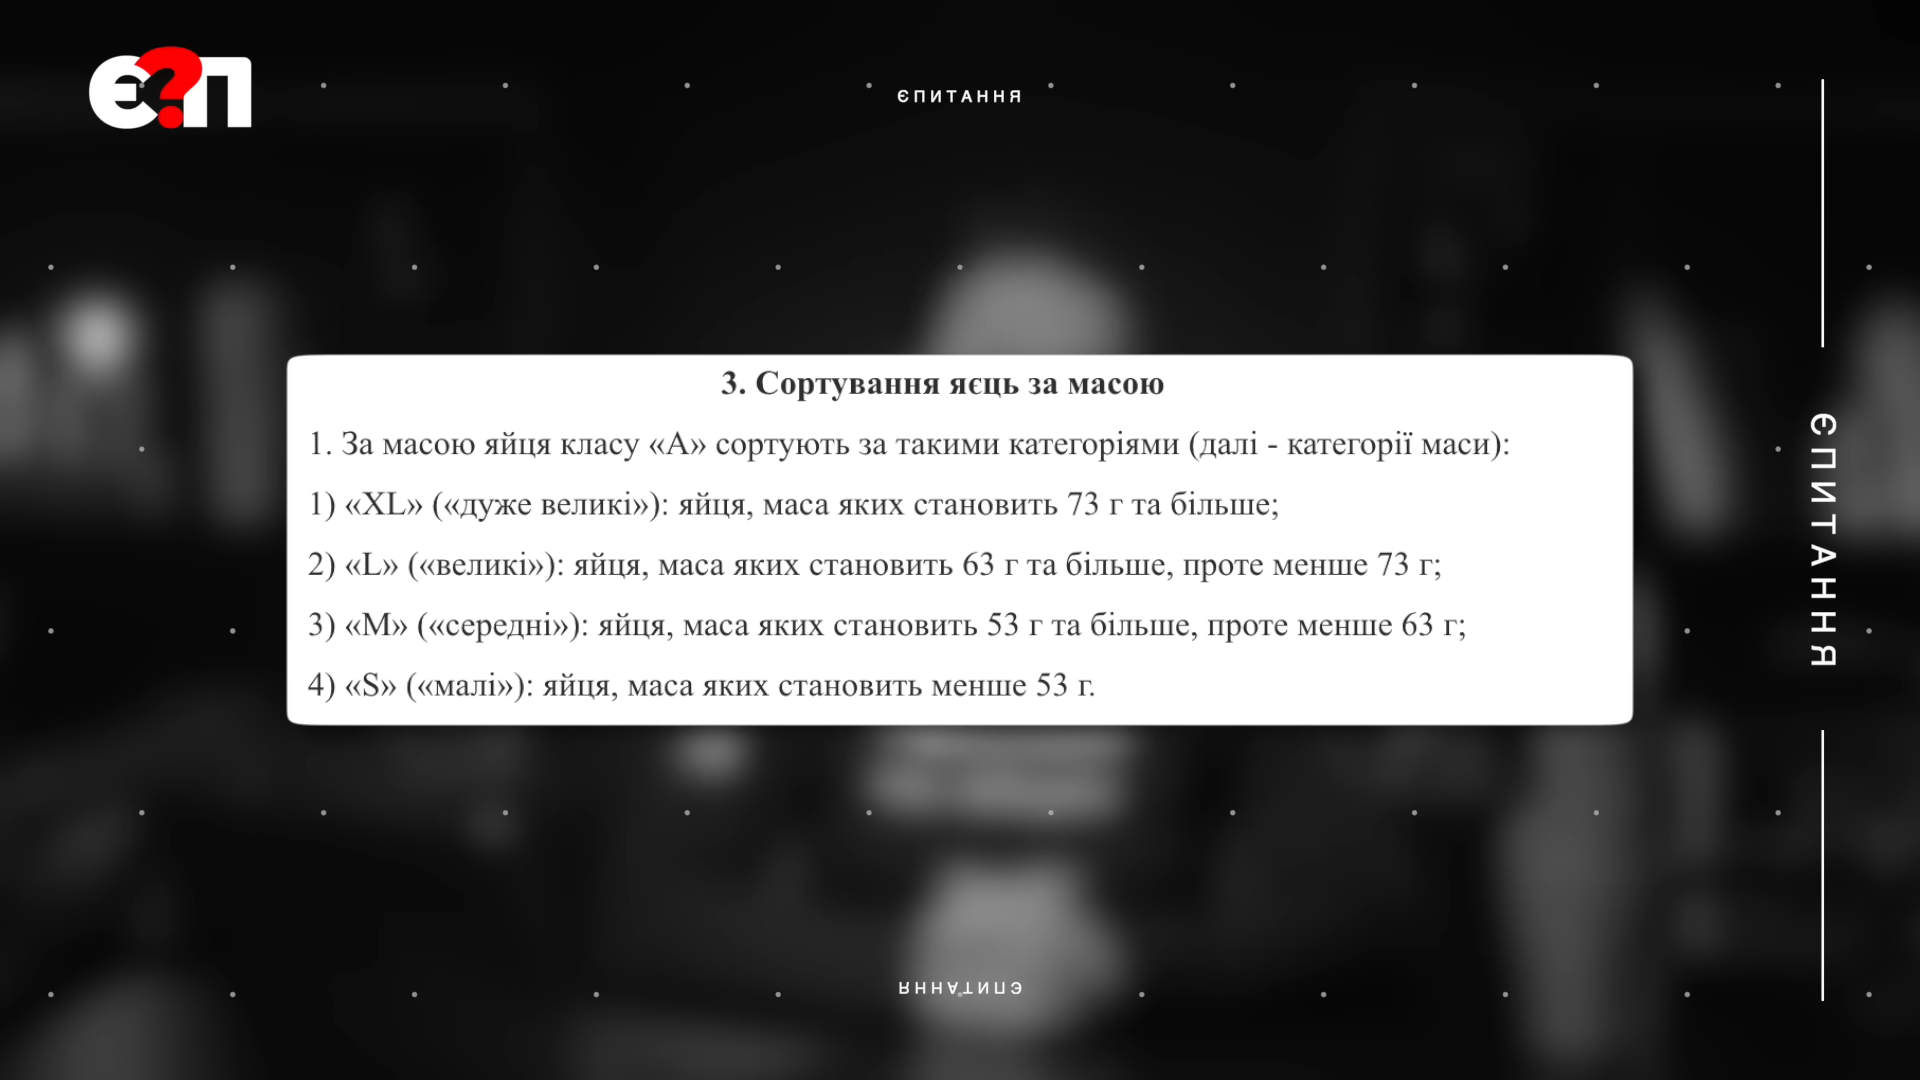 Є?П
ЄПИТАННЯ
3. Сортування яєць за масою
1. За масою яйця класу «А» сортують за такими категоріями (далі - категорії маси):
1) «XL» («дуже великі»): яйця, маса яких становить 73 г та більше;
2) «L» («великі»): яйця, маса яких становить 63 г та більше, проте менше 73 г;
3) «M» («середні»): яйця, маса яких становить 53 г та більше, проте менше 63 г;
4) «S» («малі»): яйця, маса яких становить менше 53 г.
ЄПИТАННЯ
ЄПИТАННЯ